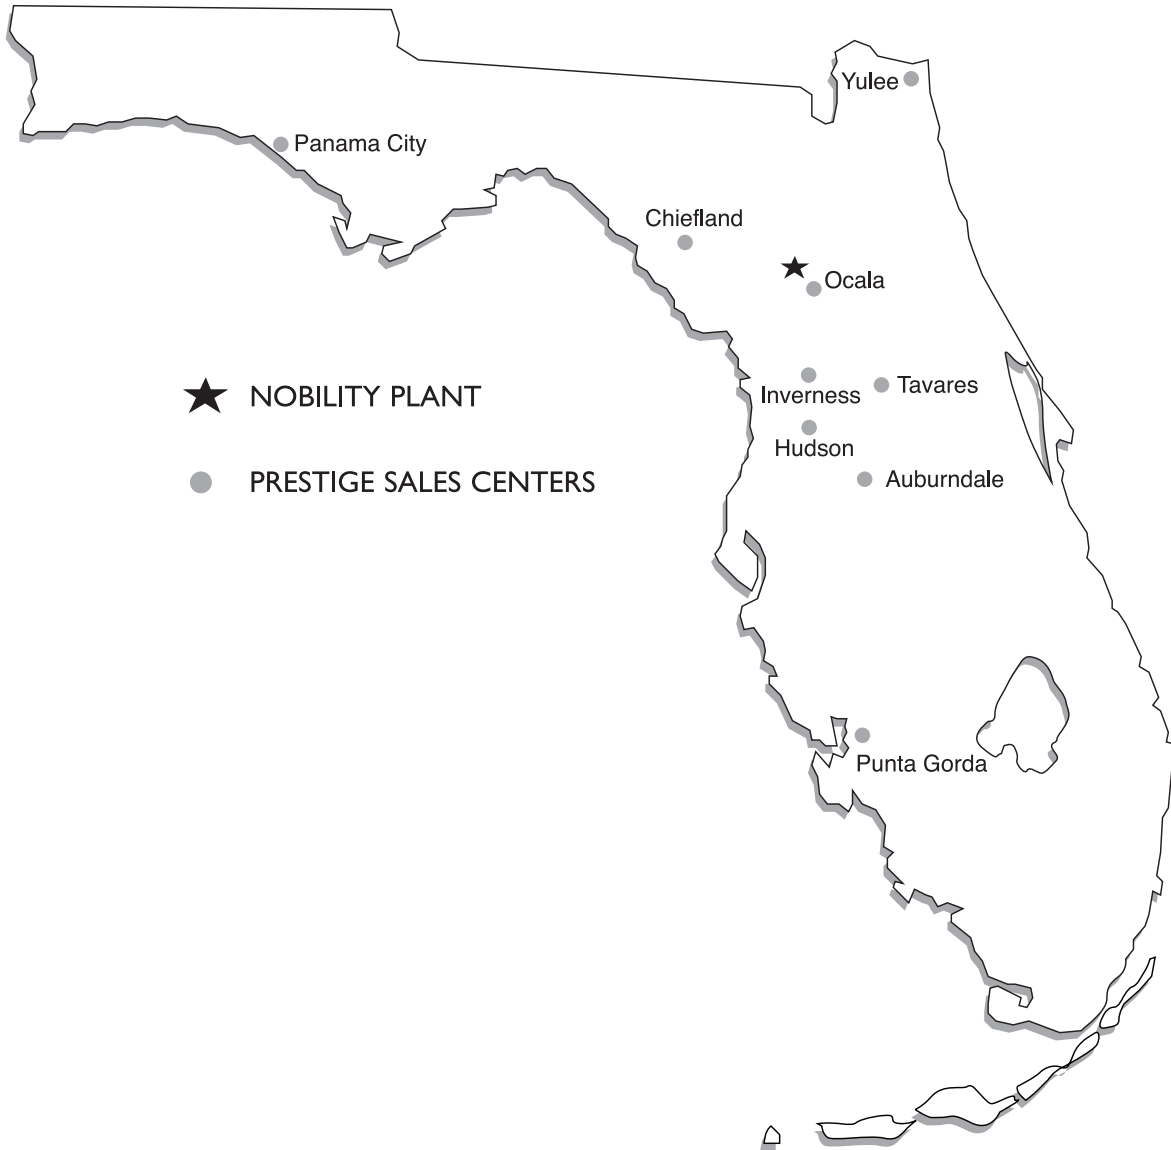 Yulee
Panama City
Chiefland
Ocala
NOBILITY PLANT
Inverness
Tavares
Hudson
PRESTIGE SALES CENTERS
Auburndale
Punta Gorda